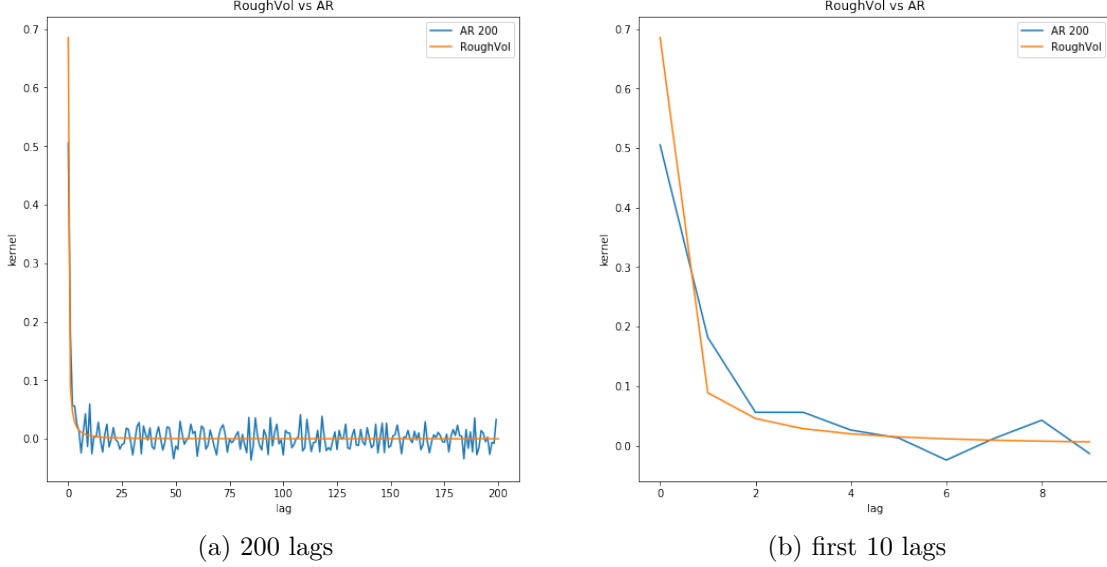 RoughVol vs AR
AR 200
RoughVol
kernel
0.7
0.6
0.5
0.4
0.3
0.2
0.1
0.0
0 25 50 75 100 125 150 175 200
lag
(a) 200 lags
RoughVol vs AR
AR 200
RoughVol
kernel
0.7
0.6
0.5
0.4
0.3
0.2
0.1
0.0
0 2 4 6 8
lag
(b) first 10 lags